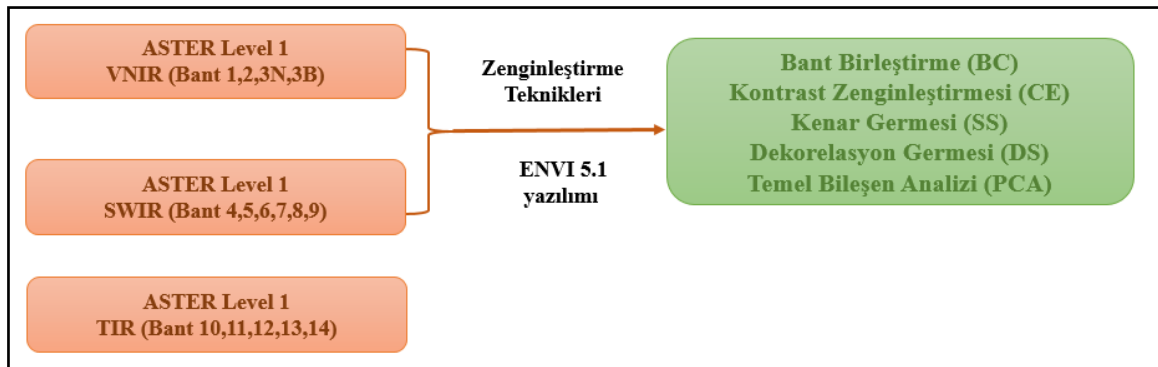 ASTER Level 1
VNIR (Bant 1,2,3N,3B)
ASTER Level 1
SWIR (Bant 4,5,6,7,8,9)
ASTER Level 1
TIR (Bant 10,11,12,13,14)
Zenginleştirme
Teknikleri
ENVI 5.1
yazılımı
Bant Birleştirme (BC)
Kontrast Zenginleştirmesi (CE)
Kenar Germesi (SS)
Dekorelasyon Germesi (DS)
Temel Bileşen Analizi (PCA)